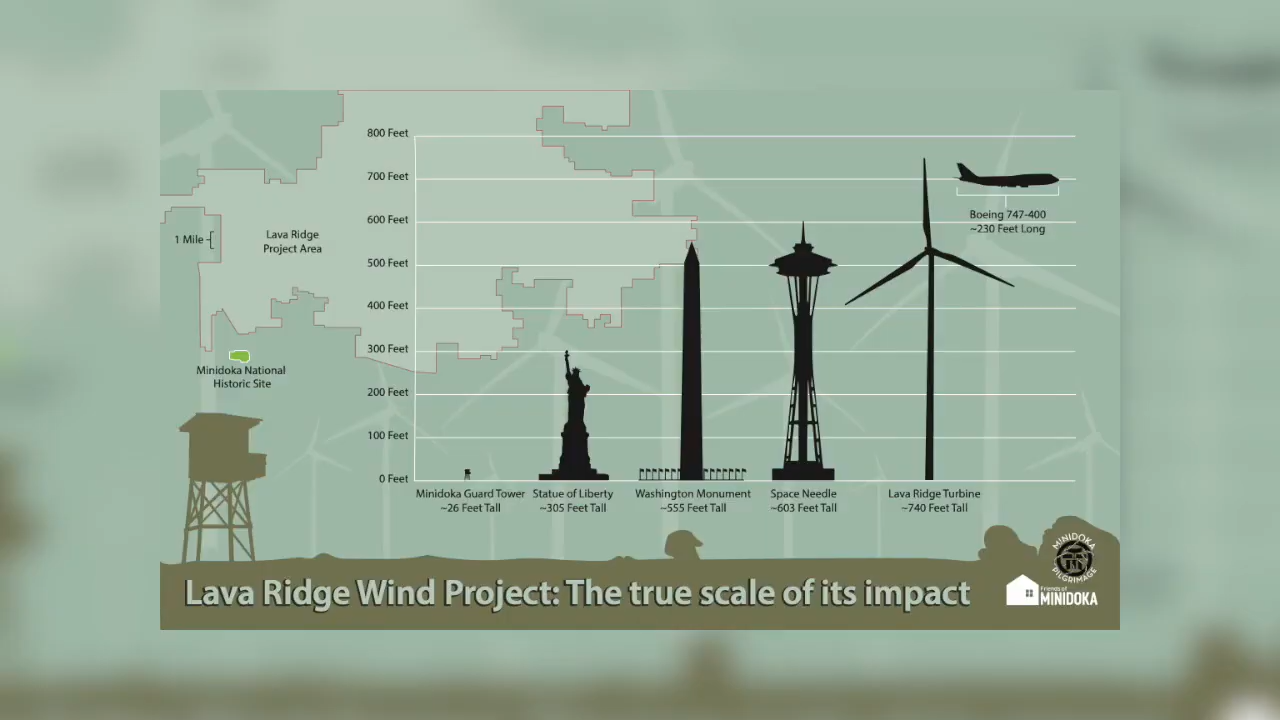 800 Feet
700 Feet
600 Feet
500 Feet
400 Feet
300 Feet
200 Feet
100 Feet
0 Feet
1 Mile
Lava Ridge
Project Area
Minidoka National
Historic Site
Boeing 747-400
~230 Feet Long
Minidoka Guard Tower
~26 Feet Tall
Statue of Liberty
~305 Feet Tall
Washington Monument
~555 Feet Tall
Space Needle
~603 Feet Tall
Lava Ridge Turbine
~740 Feet Tall
Lava Ridge Wind Project: The true scale of its impact
MINIDOKA
PILGRIMAGE
Friends of
MINIDOKA